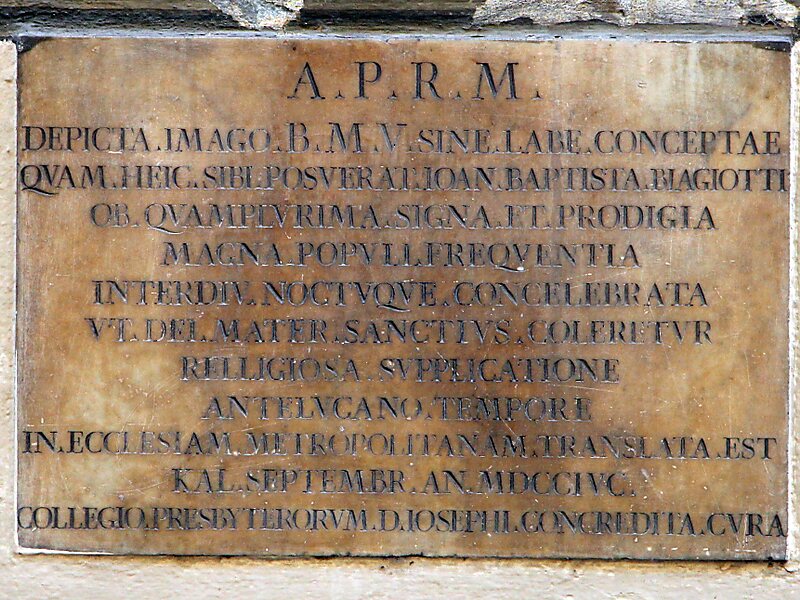 A.P.R.M.
DEPICTA.IMAGO.B.M.V.SINE.LABE.CONCEPTAE
QVAM.HEIC.SIBI.POSVERAT.IOAN.BAPTISTA.BIAGIOTTI
OB.QVAMPLVRIMA.SIGNA.ET.PRODIGIA
MAGNA.POPVLI.FREQVENTIA
INTERDIV.NOCTVQVE.CONCELEBRATA
VT.DEI.MATER.SANCTIVS.COLERETVR
RELLIGIOSA.SVPPLICATIONE
ANTELVCANO.TEMPORE
IN.ECCLESIAM.METROPOLITANAM.TRANSLATA.EST
KAL.SEPTEMBR.AN.MDCCIVC.
COLLEGIO.PRESBYTERORVM.D.IOSEPHI.CONCREDITA.CVRA